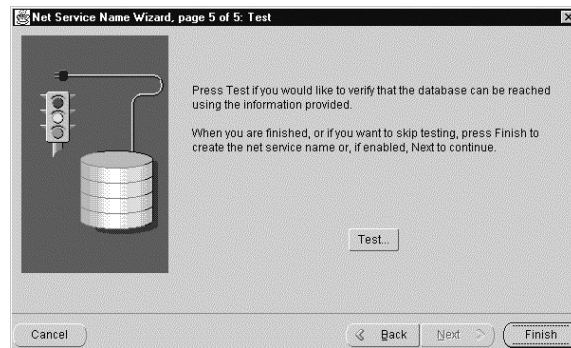 Net Service Name Wizard, page 5 of 5: Test
Press Test if you would like to verify that the database can be reached
using the information provided.
When you are finished, or if you want to skip testing, press Finish to
create the net service name or, if enabled, Next to continue.
Test...
Cancel
Back
Next
Finish